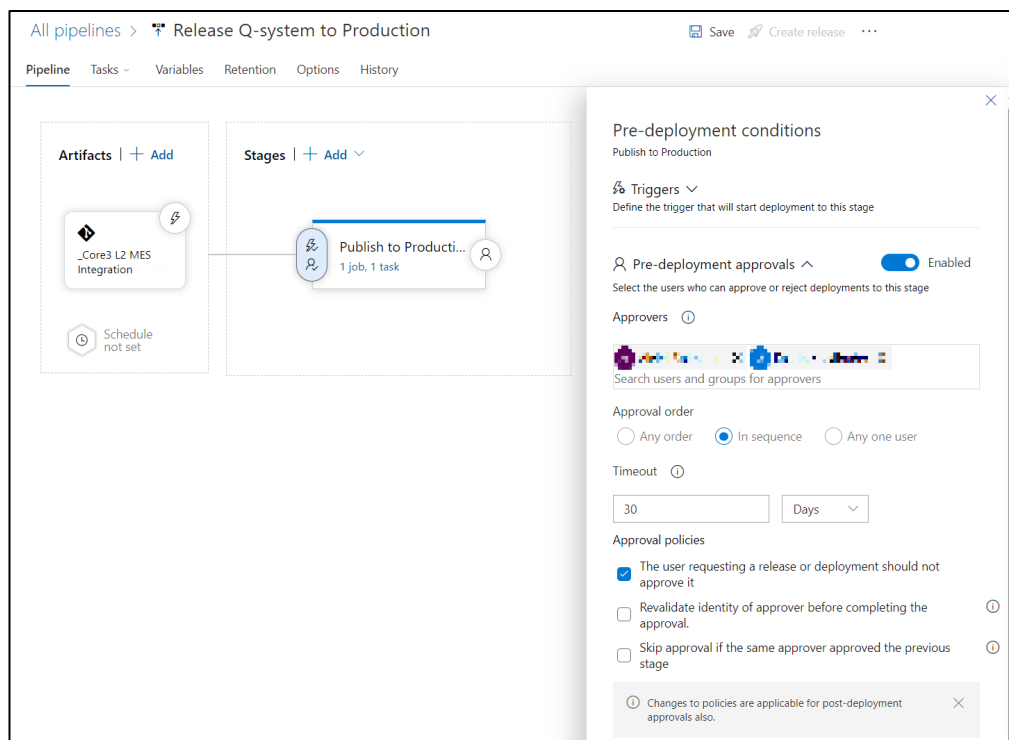 All pipelines > Release Q-system to Production
Save Create release ...
Pipeline Tasks Variables Retention Options History
Artifacts | + Add
Stages | + Add
_Core3 L2 MES
Integration
Schedule
not set
Publish to Producti...
1 job, 1 task
Pre-deployment conditions
Publish to Production
Triggers
Define the trigger that will start deployment to this stage
Pre-deployment approvals
Enabled
Select the users who can approve or reject deployments to this stage
Approvers
Search users and groups for approvers
Approval order
Any order In sequence Any one user
Timeout
30 Days
Approval policies
The user requesting a release or deployment should not
approve it
Revalidate identity of approver before completing the
approval.
Skip approval if the same approver approved the previous
stage
Changes to policies are applicable for post-deployment
approvals also.